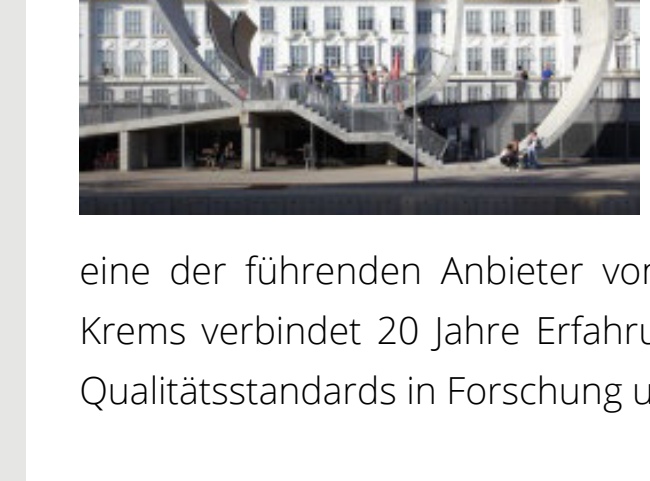 eine der führenden Anbieter
Krems verbindet 20 Jahre
Qualitätsstandards in Forschung